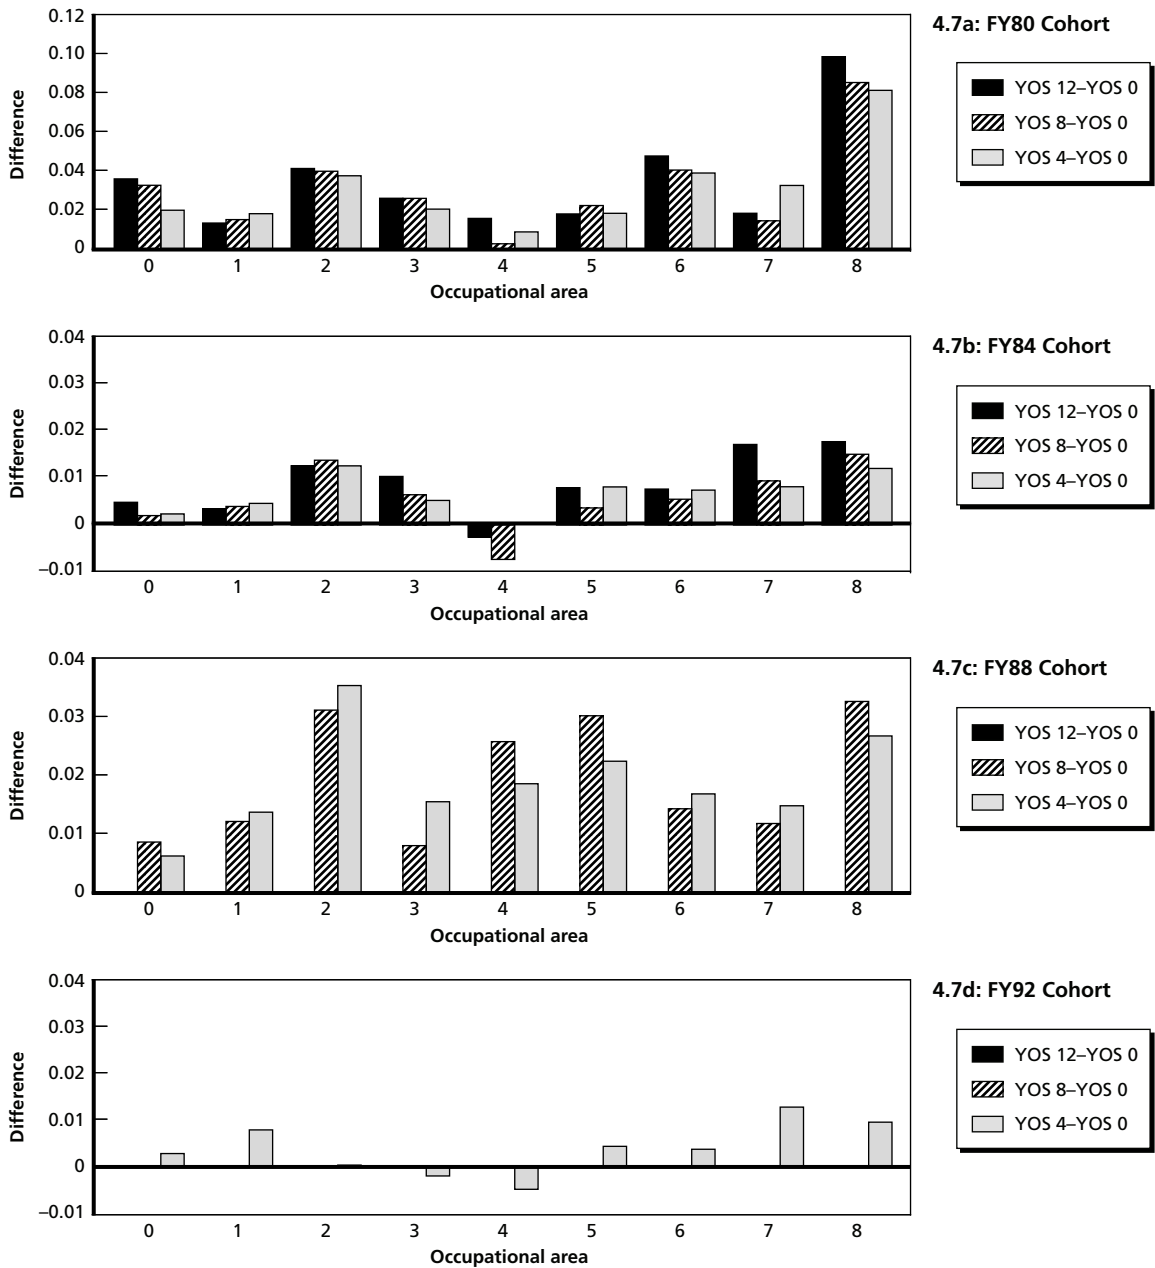 4.7a: FY80 Cohort
Difference
0.12
0.10
0.08
0.06
0.04
0.02
0
0 1 2 3 4 5 6 7 8
Occupational area
YOS 12–YOS 0
YOS 8–YOS 0
YOS 4–YOS 0
4.7b: FY84 Cohort
Difference
0.04
0.03
0.02
0.01
0
–0.01
0 1 2 3 4 5 6 7 8
Occupational area
YOS 12–YOS 0
YOS 8–YOS 0
YOS 4–YOS 0
4.7c: FY88 Cohort
Difference
0.04
0.03
0.02
0.01
0
0 1 2 3 4 5 6 7 8
Occupational area
YOS 12–YOS 0
YOS 8–YOS 0
YOS 4–YOS 0
4.7d: FY92 Cohort
Difference
0.04
0.03
0.02
0.01
0
–0.01
0 1 2 3 4 5 6 7 8
Occupational area
YOS 12–YOS 0
YOS 8–YOS 0
YOS 4–YOS 0